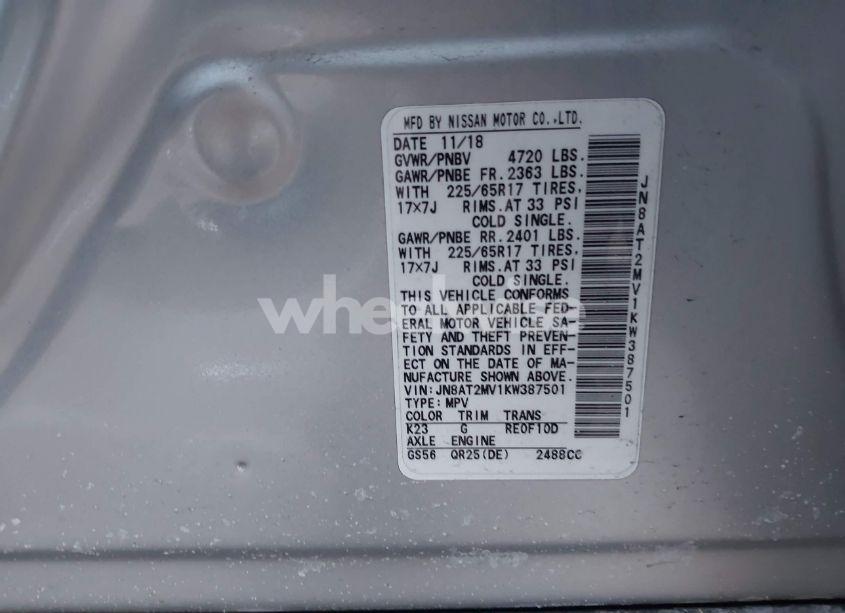 MFD BY NISSAN MOTOR CO.,LTD.
DATE 11/18
GVWR/PNBV 4720 LBS.
GAWR/PNBE FR. 2363 LBS.
WITH 225/65R17 TIRES,
17×7J RIMS.AT 33 PSI
COLD SINGLE.
GAWR/PNBE RR. 2401 LBS.
WITH 225/65R17 TIRES,
17×7J RIMS.AT 33 PSI
COLD SINGLE.
THIS VEHICLE CONFORMS
TO ALL APPLICABLE FED-
ERAL MOTOR VEHICLE SA-
FETY AND THEFT PREVEN-
TION STANDARDS IN EFF-
ECT ON THE DATE OF MA-
NUFACTURE SHOWN ABOVE.
VIN:JN8AT2MV1KW387501
TYPE:MPV
COLOR TRIM TRANS
K23 G RE0F10D
AXLE ENGINE
GS56 QR25(DE) 2488CC
JN8AT2MV1KW387501